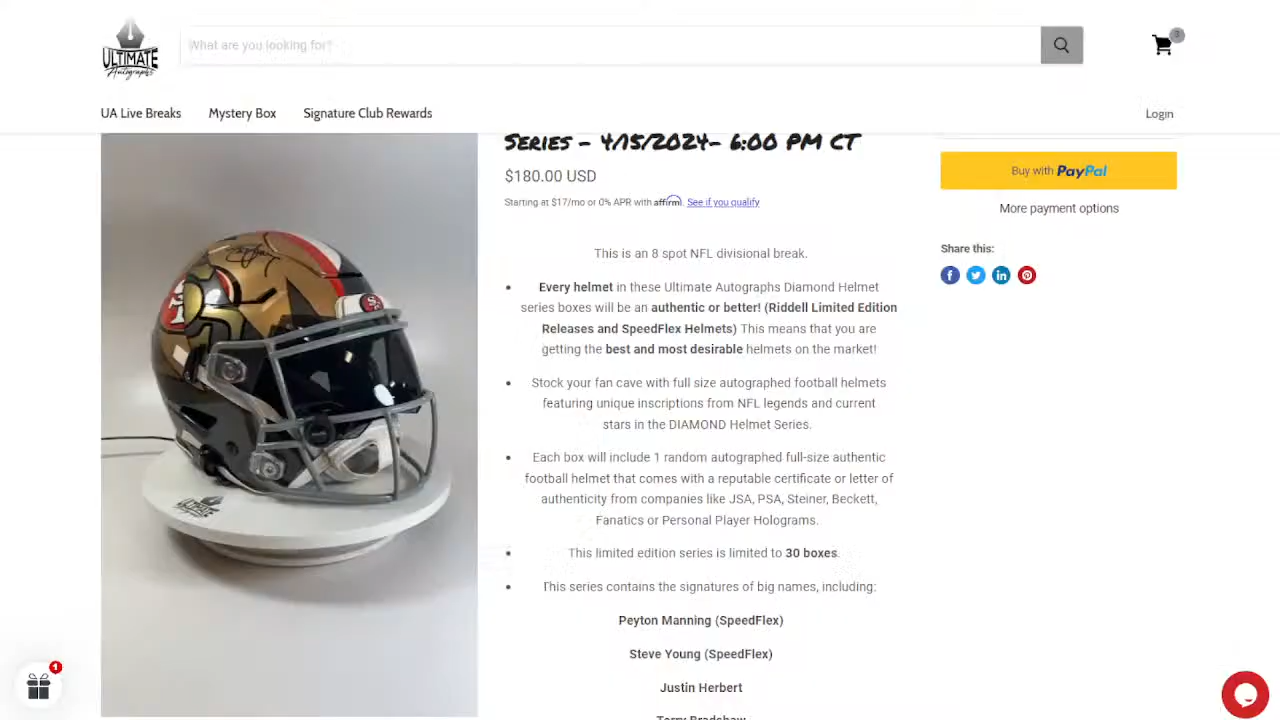 ULTIMATE
Autographs
What are you looking for?
0
UA Live Breaks
Mystery Box
Signature Club Rewards
Login
Series - 4/15/2024- 6:00 PM CT
$180.00 USD
Starting at $17/mo or 0% APR with affirm. See if you qualify
This is an 8 spot NFL divisional break.
Every helmet in these Ultimate Autographs Diamond Helmet
series boxes will be an authentic or better! (Riddell Limited Edition
Releases and SpeedFlex Helmets) This means that you are
getting the best and most desirable helmets on the market!
Stock your fan cave with full size autographed football helmets
featuring unique inscriptions from NFL legends and current
stars in the DIAMOND Helmet Series.
Each box will include 1 random autographed full-size authentic
football helmet that comes with a reputable certificate or letter of
authenticity from companies like JSA, PSA, Steiner, Beckett,
Fanatics or Personal Player Holograms.
This limited edition series is limited to 30 boxes.
This series contains the signatures of big names, including:
Peyton Manning (SpeedFlex)
Steve Young (SpeedFlex)
Justin Herbert
Terry Bradshaw
Buy with PayPal
More payment options
Share this:
1